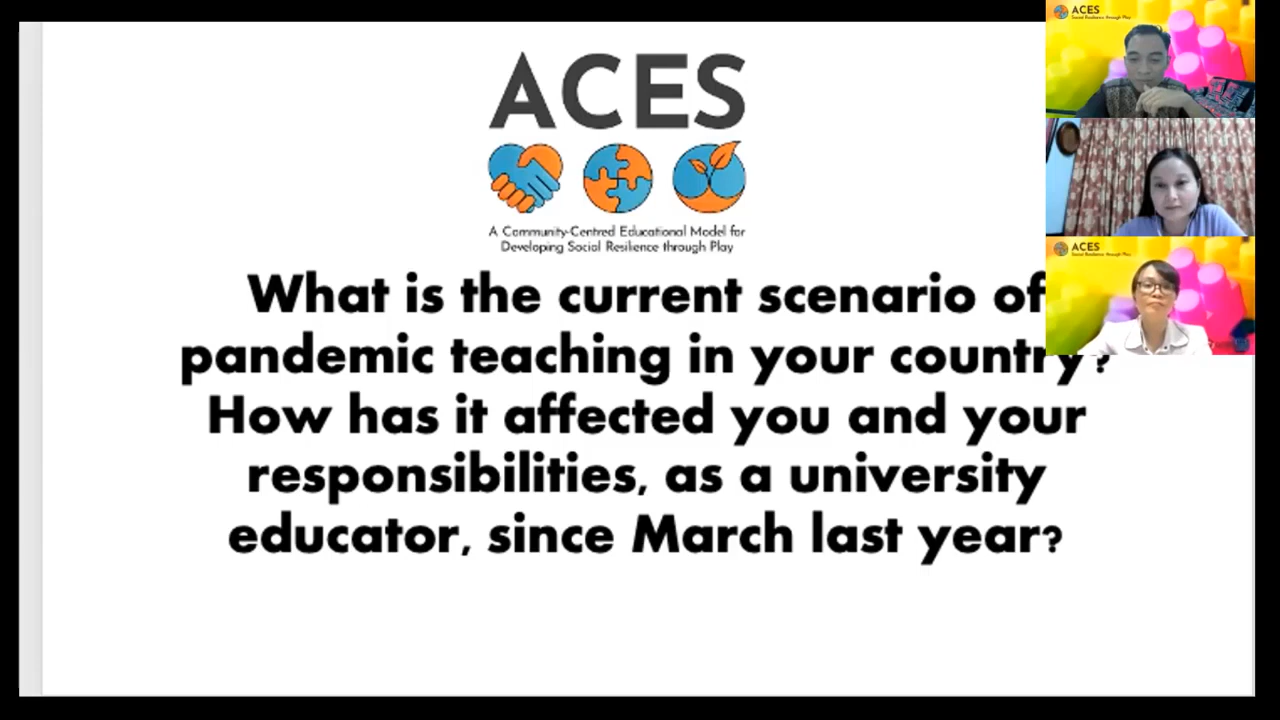 ACES
A Community-Centred Educational Model for
Developing Social Resilience through Play
What is the current scenario of
pandemic teaching in your country?
How has it affected you and your
responsibilities, as a university
educator, since March last year?
ACES
Social Resilience through Play
ACES
Social Resilience through Play